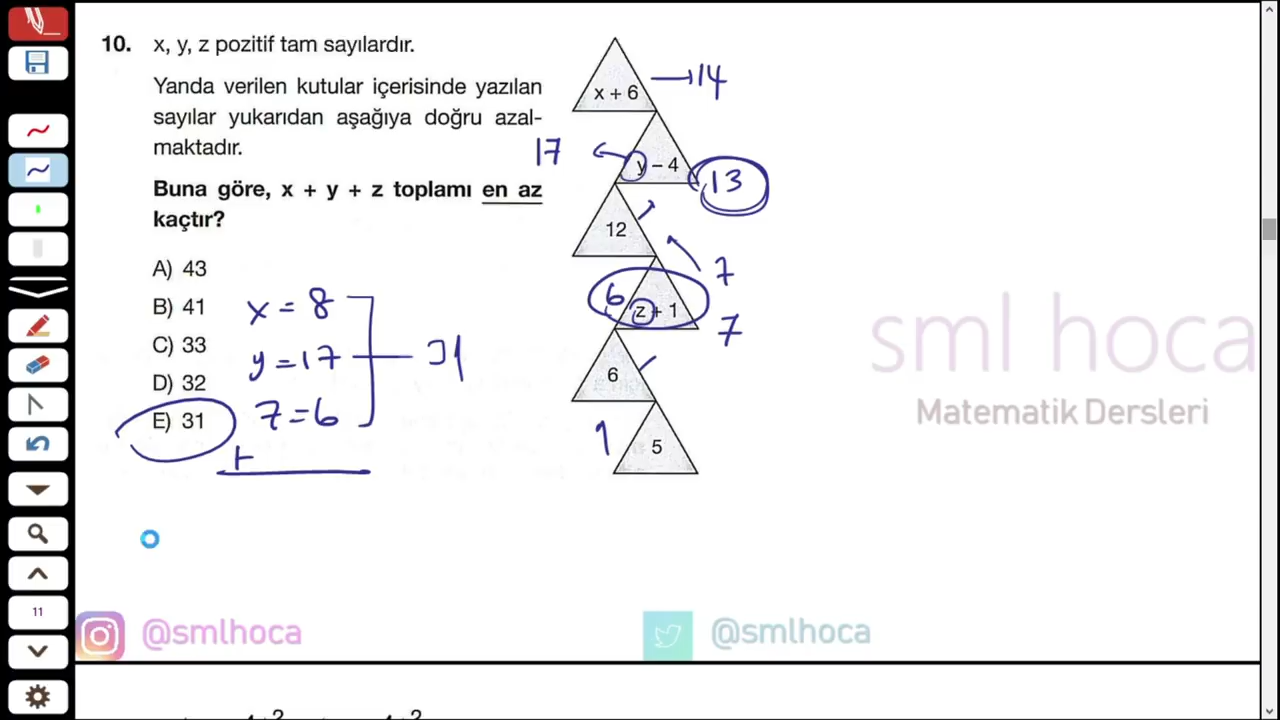 10. x, y, z pozitif tam sayılardır.
Yanda verilen kutular içerisinde yazılan
sayılar yukarıdan aşağıya doğru azal-
maktadır.
Buna göre, x + y + z toplamı en az
kaçtır?
A) 43
B) 41
C) 33
D) 32
E) 31
x = 8
y = 17
7 = 6
+
31
x + 6
14
17
y – 4
13
12
7
6
z + 1
7
6
1
5
sml hoca
Matematik Dersleri
11
@smlhoca
@smlhoca